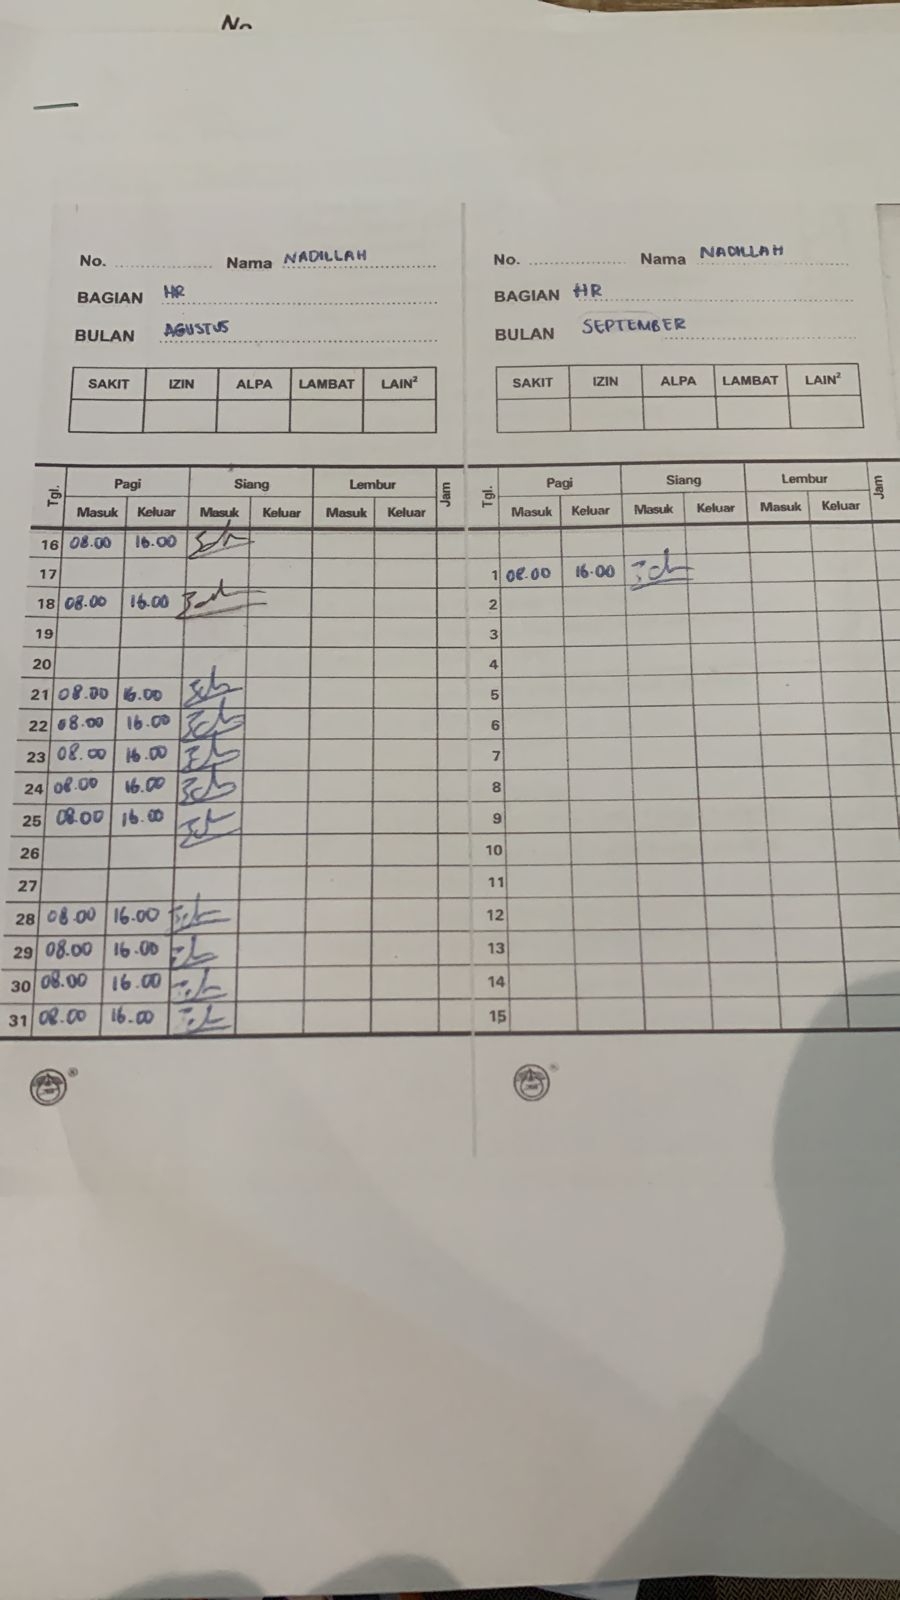 No
No. Nama NADILLAH
BAGIAN HR
BULAN AGUSTUS
SAKIT IZIN ALPA LAMBAT LAIN²
Tgl. Pagi Siang Lembur Jam
Masuk Keluar Masuk Keluar Masuk Keluar
16 08.00 16.00
17
18 08.00 16.00
19
20
21 08.00 16.00
22 08.00 16.00
23 08.00 16.00
24 08.00 16.00
25 08.00 16.00
26
27
28 08.00 16.00
29 08.00 16.00
30 08.00 16.00
31 08.00 16.00
®
No. Nama NADILLAH
BAGIAN HR
BULAN SEPTEMBER
SAKIT IZIN ALPA LAMBAT LAIN²
Tgl. Pagi Siang Lembur Jam
Masuk Keluar Masuk Keluar Masuk Keluar
1 08.00 16.00
2
3
4
5
6
7
8
9
10
11
12
13
14
15
®